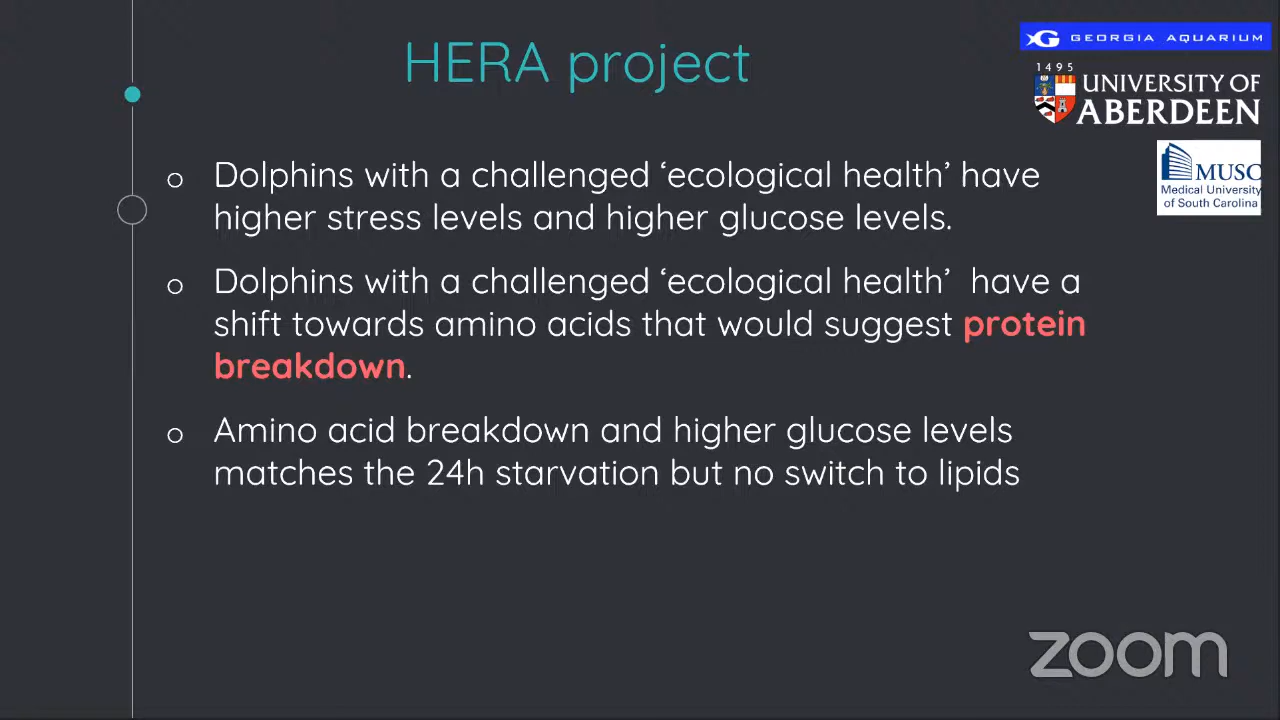 HERA project
GEORGIA AQUARIUM
1495
UNIVERSITY OF
ABERDEEN
MUSC
Medical University
of South Carolina
o Dolphins with a challenged ‘ecological health’ have
higher stress levels and higher glucose levels.
o Dolphins with a challenged ‘ecological health’ have a
shift towards amino acids that would suggest protein
breakdown.
o Amino acid breakdown and higher glucose levels
matches the 24h starvation but no switch to lipids
zoom